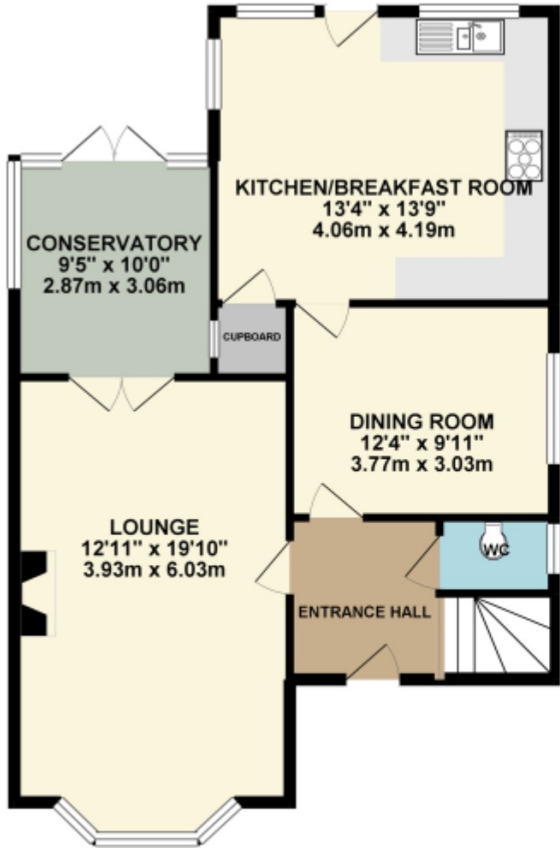 KITCHEN/BREAKFAST ROOM
13'4" x 13'9"
4.06m x 4.19m
CONSERVATORY
9'5" x 10'0"
2.87m x 3.06m
CUPBOARD
DINING ROOM
12'4" x 9'11"
3.77m x 3.03m
LOUNGE
12'11" x 19'10"
3.93m x 6.03m
WC
ENTRANCE HALL